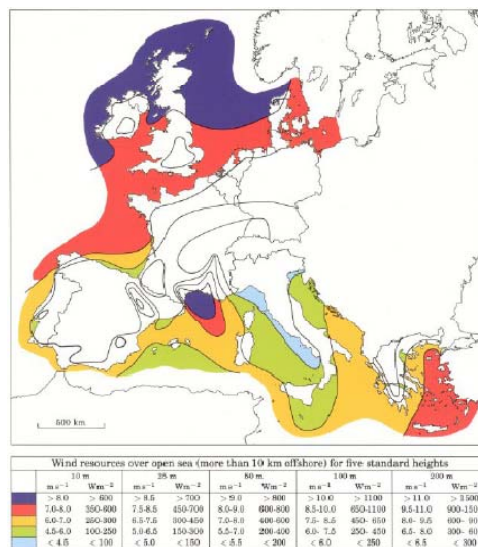 500 km
Wind resources over open sea (more than 10 km offshore) for five standard heights
10 m 25 m 50 m 100 m 200 m
m s⁻¹ Wm⁻² m s⁻¹ Wm⁻² m s⁻¹ Wm⁻² m s⁻¹ Wm⁻² m s⁻¹ Wm⁻²
> 8.0 > 600 > 8.5 > 700 > 9.0 > 800 > 10.0 > 1100 > 11.0 > 1500
7.0-8.0 350-600 7.5-8.5 450-700 8.0-9.0 600-800 8.5-10.0 650-1100 9.5-11.0 900-150
6.0-7.0 250-300 6.5-7.5 300-450 7.0-8.0 400-600 7.5- 8.5 450- 650 8.0- 9.5 600- 90
4.5-6.0 100-250 5.0-6.5 150-300 5.5-7.0 200-400 6.0- 7.5 250- 450 6.5- 8.0 300- 60
< 4.5 < 100 < 5.0 < 150 < 5.5 < 200 < 6.0 < 250 < 6.5 < 300